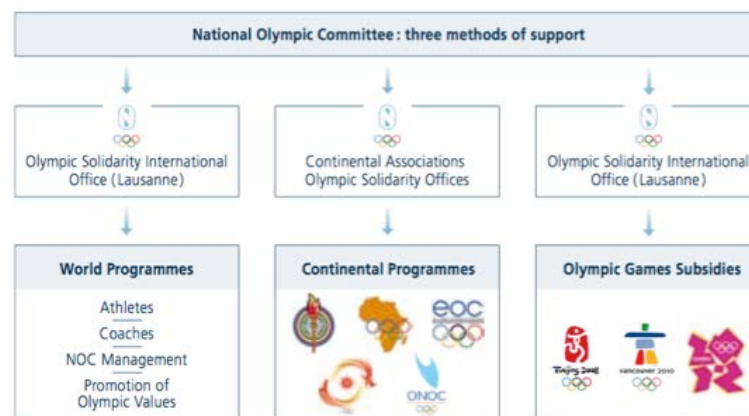 National Olympic Committee : three methods of support
Olympic Solidarity International
Office (Lausanne)
Continental Associations
Olympic Solidarity Offices
Olympic Solidarity International
Office (Lausanne)
World Programmes
Athletes
Coaches
NOC Management
Promotion of
Olympic Values
Continental Programmes
eoc
ONOC
Olympic Games Subsidies
Beijing 2008
vancouver 2010